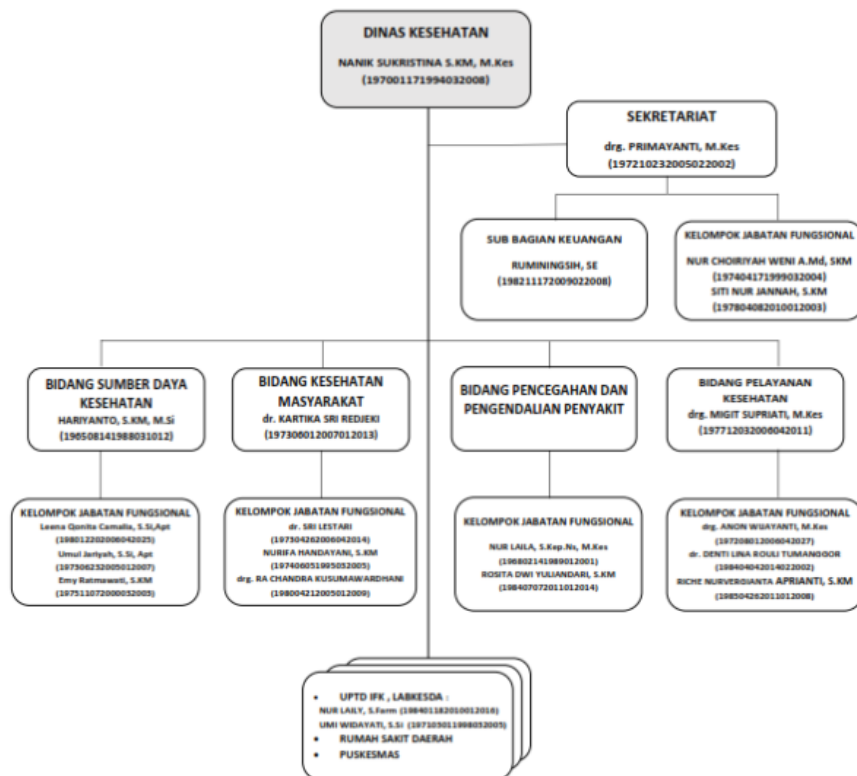 DINAS KESEHATAN
NANIK SUKRISTINA S.KM, M.Kes
(197001171994032008)
SEKRETARIAT
drg. PRIMAYANTI, M.Kes
(197210232005022002)
SUB BAGIAN KEUANGAN
RUMININGSIH, SE
(198211172009022008)
KELOMPOK JABATAN FUNGSIONAL
NUR CHOIRIYAH WENI A.Md, SKM
(197404171999032004)
SITI NUR JANNAH, S.KM
(197804082010012003)
BIDANG SUMBER DAYA
KESEHATAN
HARIYANTO, S.KM, M.Si
(196508141988031012)
BIDANG KESEHATAN
MASYARAKAT
dr. KARTIKA SRI REDJEKI
(197306012007012013)
BIDANG PENCEGAHAN DAN
PENGENDALIAN PENYAKIT
BIDANG PELAYANAN
KESEHATAN
drg. MIGIT SUPRIATI, M.Kes
(197712032006042011)
KELOMPOK JABATAN FUNGSIONAL
Leena Qonita Camalia, S.Si,Apt
(198012202006042025)
Umul Jariyah, S.Si, Apt
(197306232005012007)
Emy Ratmawati, S.KM
(197511072000032005)
KELOMPOK JABATAN FUNGSIONAL
dr. SRI LESTARI
(197304262006042014)
NURIFA HANDAYANI, S.KM
(197406051995032005)
drg. RA CHANDRA KUSUMAWARDHANI
(198004212005012009)
KELOMPOK JABATAN FUNGSIONAL
NUR LAILA, S.Kep.Ns, M.Kes
(196802141989012001)
ROSITA DWI YULIANDARI, S.KM
(198407072011012014)
KELOMPOK JABATAN FUNGSIONAL
drg. ANON WIJAYANTI, M.Kes
(197208012006042027)
dr. DENTI LINA ROULI TUMANGGOR
(198404042014022002)
RICHE NURVERGIANTA APRIANTI, S.KM
(198504262011012008)
• UPTD IFK , LABKESDA :
NUR LAILY, S.Farm (198401182010012016)
UMI WIDAYATI, S.Si (197103011998032005)
• RUMAH SAKIT DAERAH
• PUSKESMAS